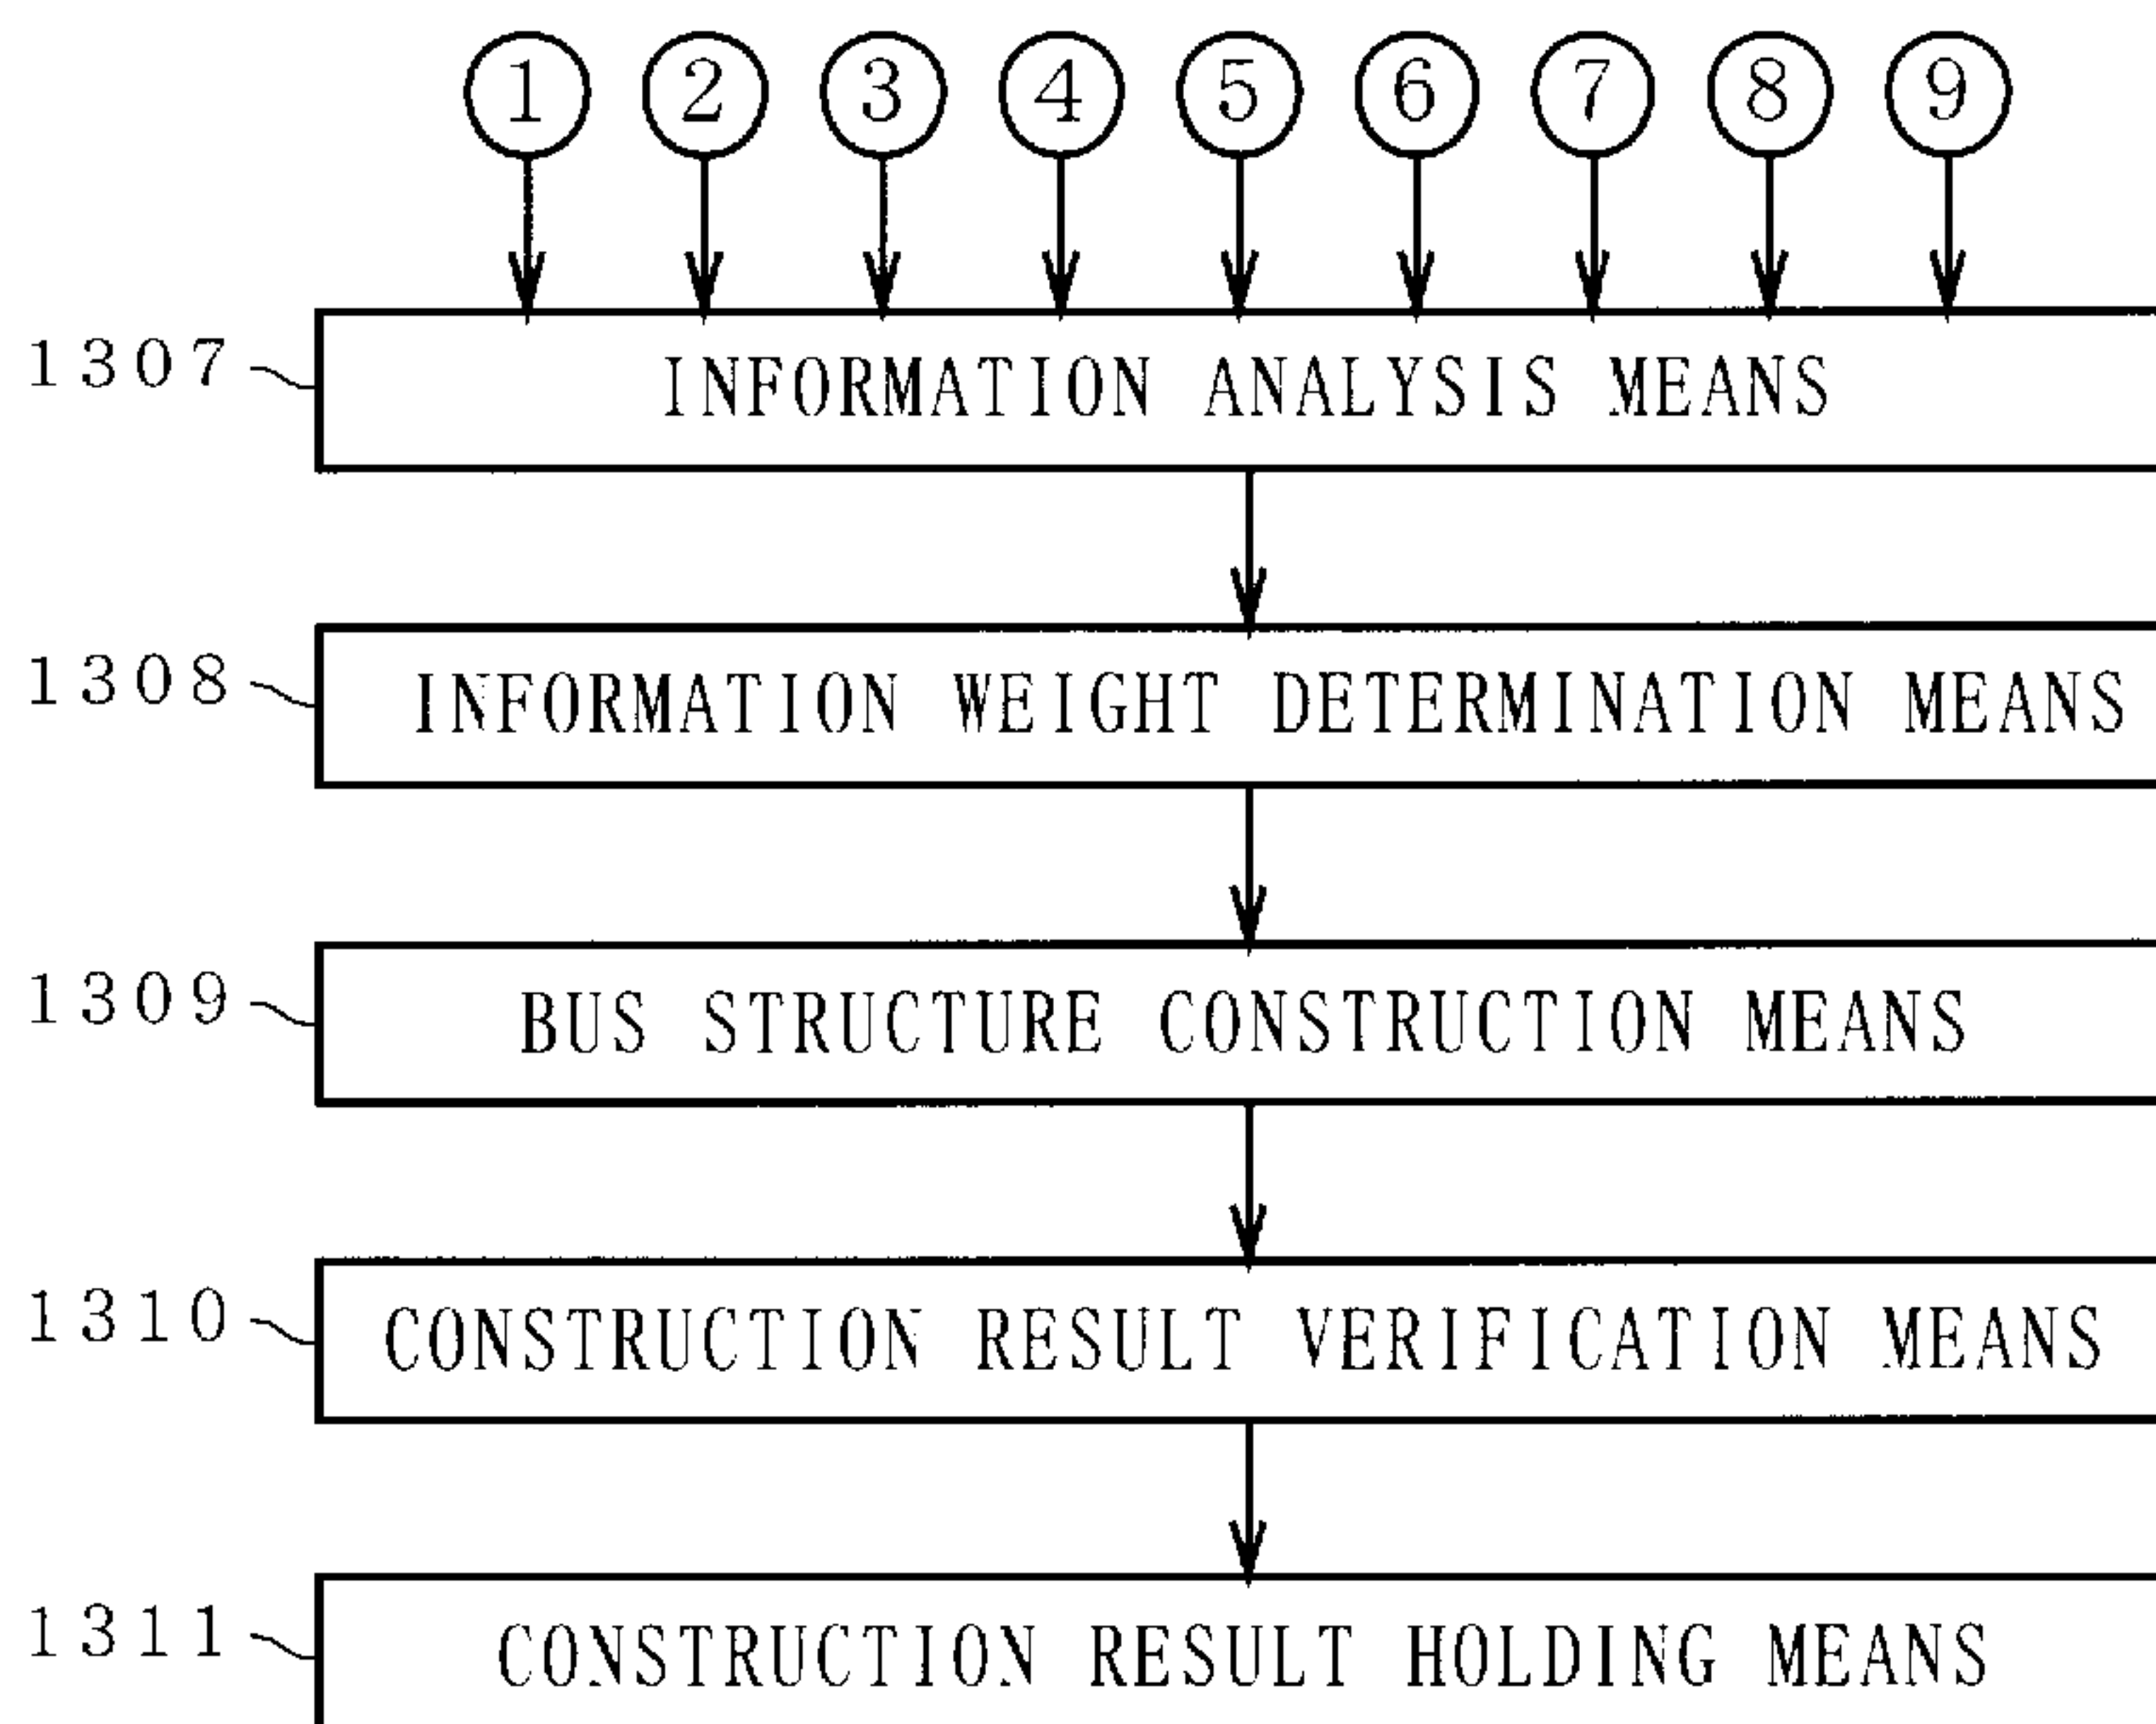 1 2 3 4 5 6 7 8 9
1307 INFORMATION ANALYSIS MEANS
1308 INFORMATION WEIGHT DETERMINATION MEANS
1309 BUS STRUCTURE CONSTRUCTION MEANS
1310 CONSTRUCTION RESULT VERIFICATION MEANS
1311 CONSTRUCTION RESULT HOLDING MEANS